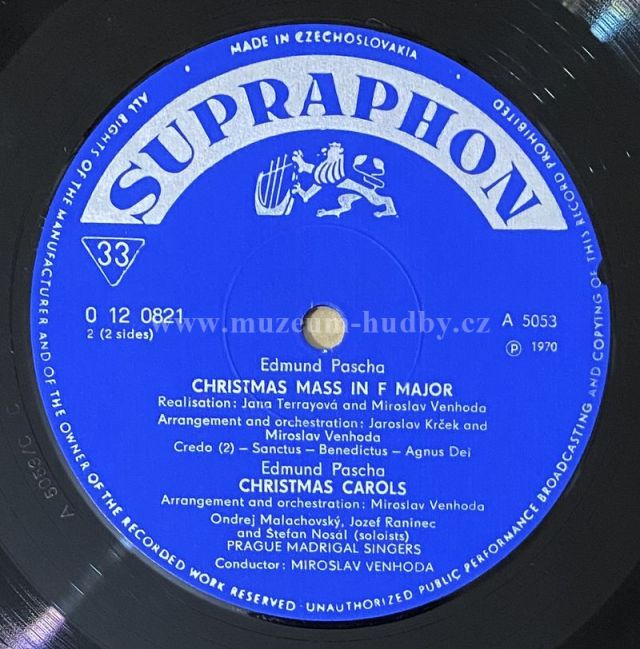 MADE IN CZECHOSLOVAKIA
SUPRAPHON
33
0 12 0821
2 (2 sides)
A 5053
Ⓟ 1970
www.muzeum-hudby.cz
Edmund Pascha
CHRISTMAS MASS IN F MAJOR
Realisation: Jana Terrayová and Miroslav Venhoda
Arrangement and orchestration: Jaroslav Krček and
Miroslav Venhoda
Credo (2) – Sanctus – Benedictus – Agnus Dei
Edmund Pascha
CHRISTMAS CAROLS
Arrangement and orchestration: Miroslav Venhoda
Ondrej Malachovský, Jozef Raninec
and Štefan Nosál (soloists)
PRAGUE MADRIGAL SINGERS
Conductor: MIROSLAV VENHODA
ALL RIGHTS OF THE MANUFACTURER AND OF THE OWNER OF THE RECORDED WORK RESERVED · UNAUTHORIZED PUBLIC PERFORMANCE BROADCASTING AND COPYING OF THIS RECORD PROHIBITED
A 5053/C C